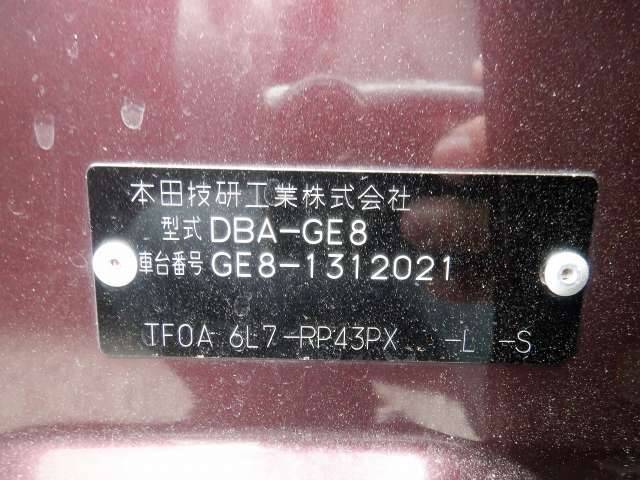 本田技研工業株式会社
型式 DBA-GE8
車台番号 GE8-1312021
TF0A 6L7-RP43PX -L -S